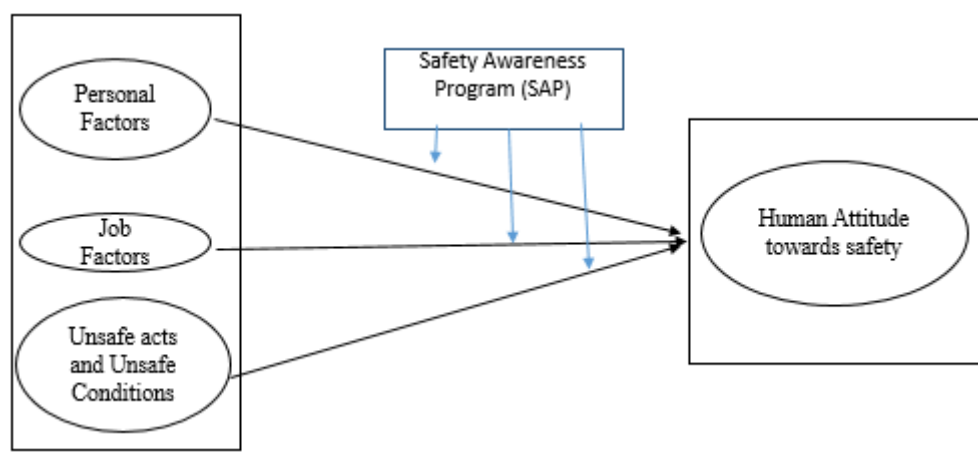 Personal
Factors
Safety Awareness
Program (SAP)
Job
Factors
Human Attitude
towards safety
Unsafe acts
and Unsafe
Conditions